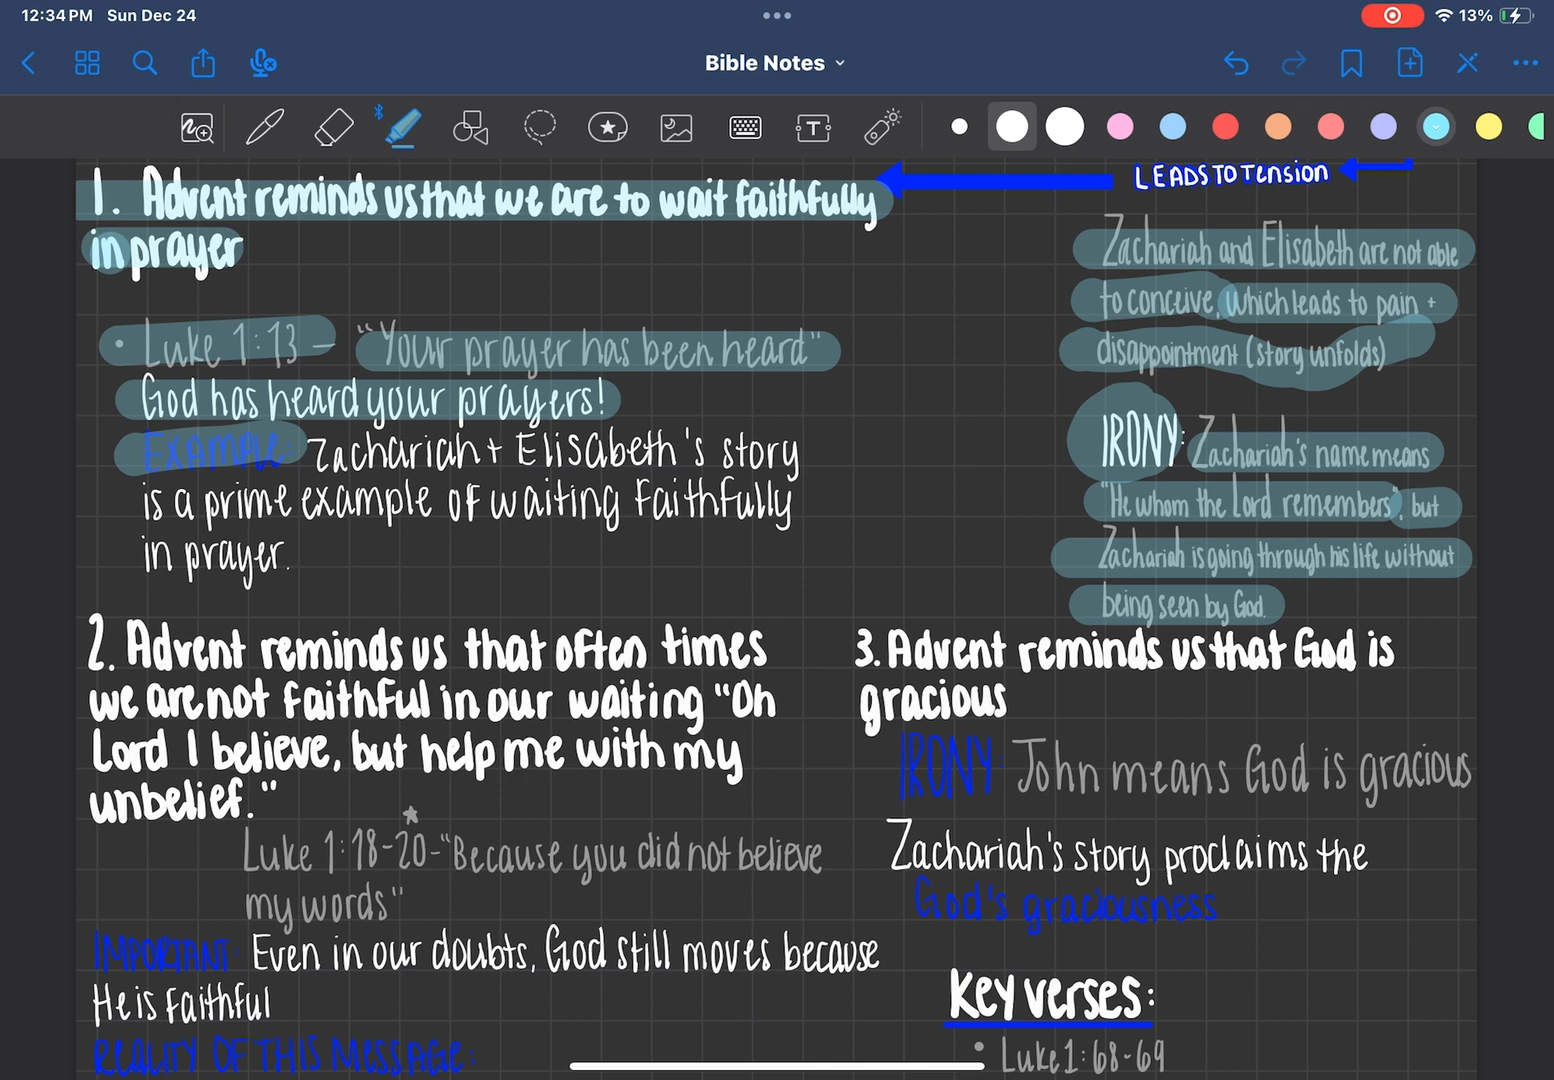 12:34 PM Sun Dec 24
13%
Bible Notes
T
LEADS TO Tension
1. Advent reminds us that we are to wait faithfully
in prayer
Zachariah and Elisabeth are not able
to conceive, which leads to pain +
disappointment (story unfolds)
• Luke 1:13 — "Your prayer has been heard"
God has heard your prayers!
EXAMPLE: Zachariah + Elisabeth's story
is a prime example of waiting Faithfully
in prayer.
IRONY: Zachariah's name means
"He whom the Lord remembers", but
Zachariah is going through his life without
being seen by God.
2. Advent reminds us that often times
we are not faithful in our waiting "Oh
Lord I believe, but help me with my
unbelief."
Luke 1:18-20-"Because you did not believe
my words"
IMPORTANT: Even in our doubts, God still moves because
He is Faithful
REALITY OF THIS MESSAGE:
3. Advent reminds us that God is
gracious
IRONY: John means God is gracious
Zachariah's story proclaims the
God's graciousness
Key verses:
• Luke 1:68-69